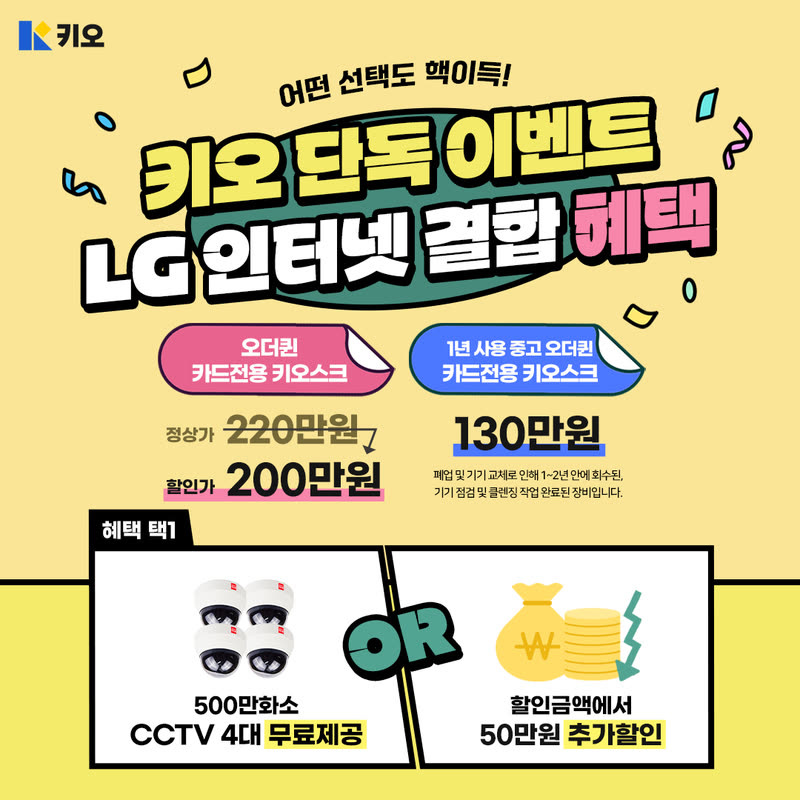 키오
어떤 선택도 핵이득!
키오 단독 이벤트
LG 인터넷 결합 혜택
오더퀸
카드전용 키오스크
정상가 220만원
할인가 200만원
1년 사용 중고 오더퀸
카드전용 키오스크
130만원
폐업 및 기기 교체로 인해 1~2년 안에 회수된,
기기 점검 및 클렌징 작업 완료된 장비입니다.
혜택 택1
500만화소
CCTV 4대 무료제공
OR
할인금액에서
50만원 추가할인